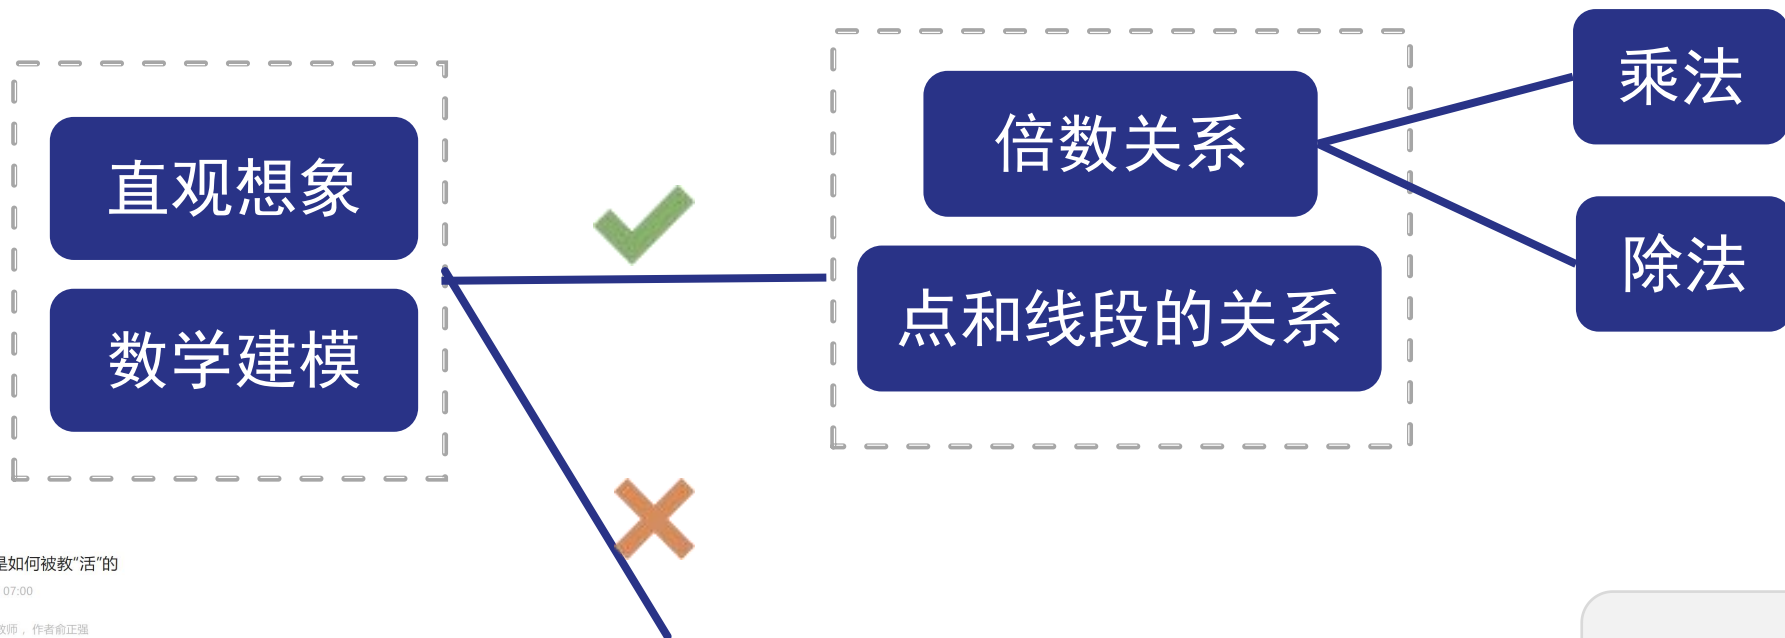 直观想象
数学建模
倍数关系
点和线段的关系
乘法
除法
是如何被教“活”的
07:00
教师，作者俞正强